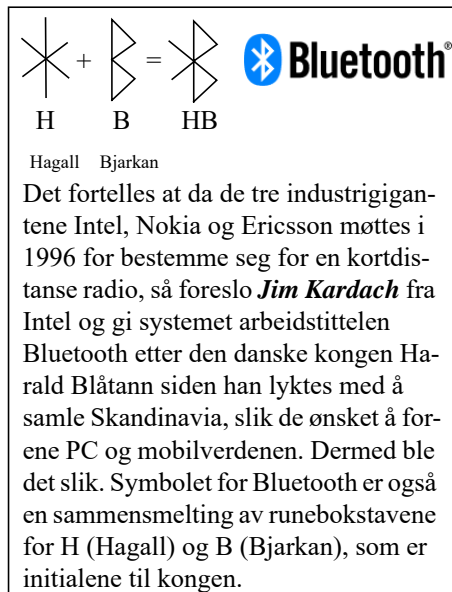 + = Bluetooth®
H B HB
Hagall Bjarkan
Det fortelles at da de tre industrigigan-
tene Intel, Nokia og Ericsson møttes i
1996 for bestemme seg for en kortdis-
tanse radio, så foreslo Jim Kardach fra
Intel og gi systemet arbeidstittelen
Bluetooth etter den danske kongen Ha-
rald Blåtann siden han lyktes med å
samle Skandinavia, slik de ønsket å for-
ene PC og mobilverdenen. Dermed ble
det slik. Symbolet for Bluetooth er også
en sammensmelting av runebokstavene
for H (Hagall) og B (Bjarkan), som er
initialene til kongen.